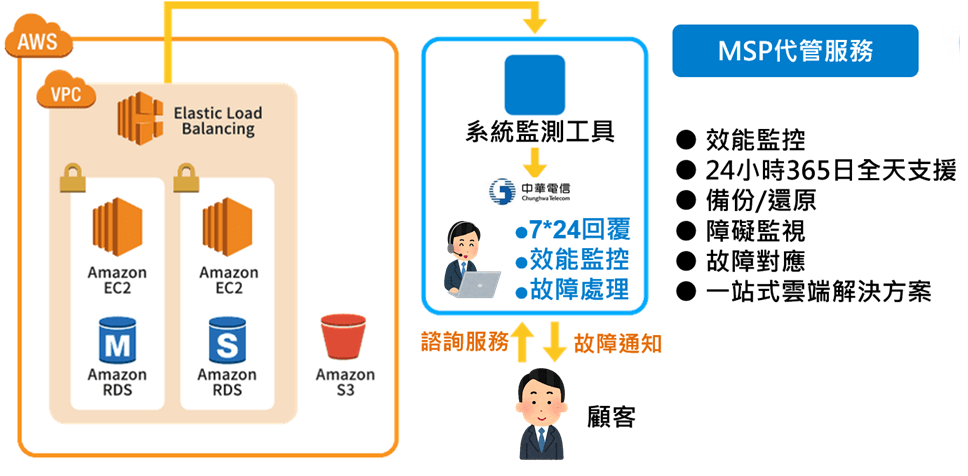 AWS
VPC
Elastic Load
Balancing
Amazon
EC2
Amazon
EC2
M
S
Amazon
RDS
Amazon
RDS
Amazon
S3
系統監測工具
中華電信
Chunghwa Telecom
●7*24回覆
●效能監控
●故障處理
諮詢服務
故障通知
顧客
MSP代管服務
● 效能監控
● 24小時365日全天支援
● 備份/還原
● 障礙監視
● 故障對應
● 一站式雲端解決方案